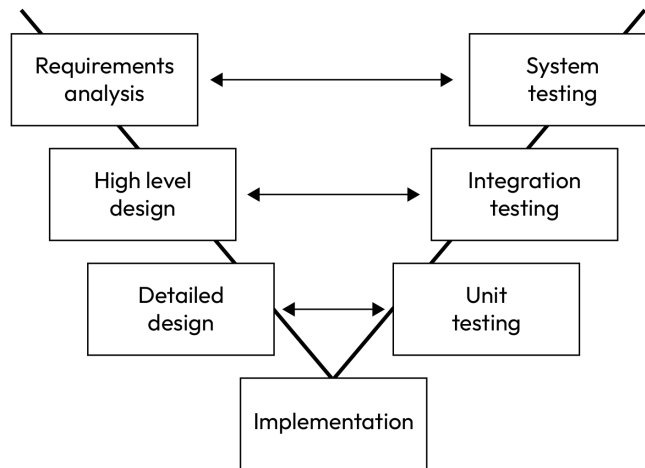 Requirements
analysis
System
testing
High level
design
Integration
testing
Detailed
design
Unit
testing
Implementation